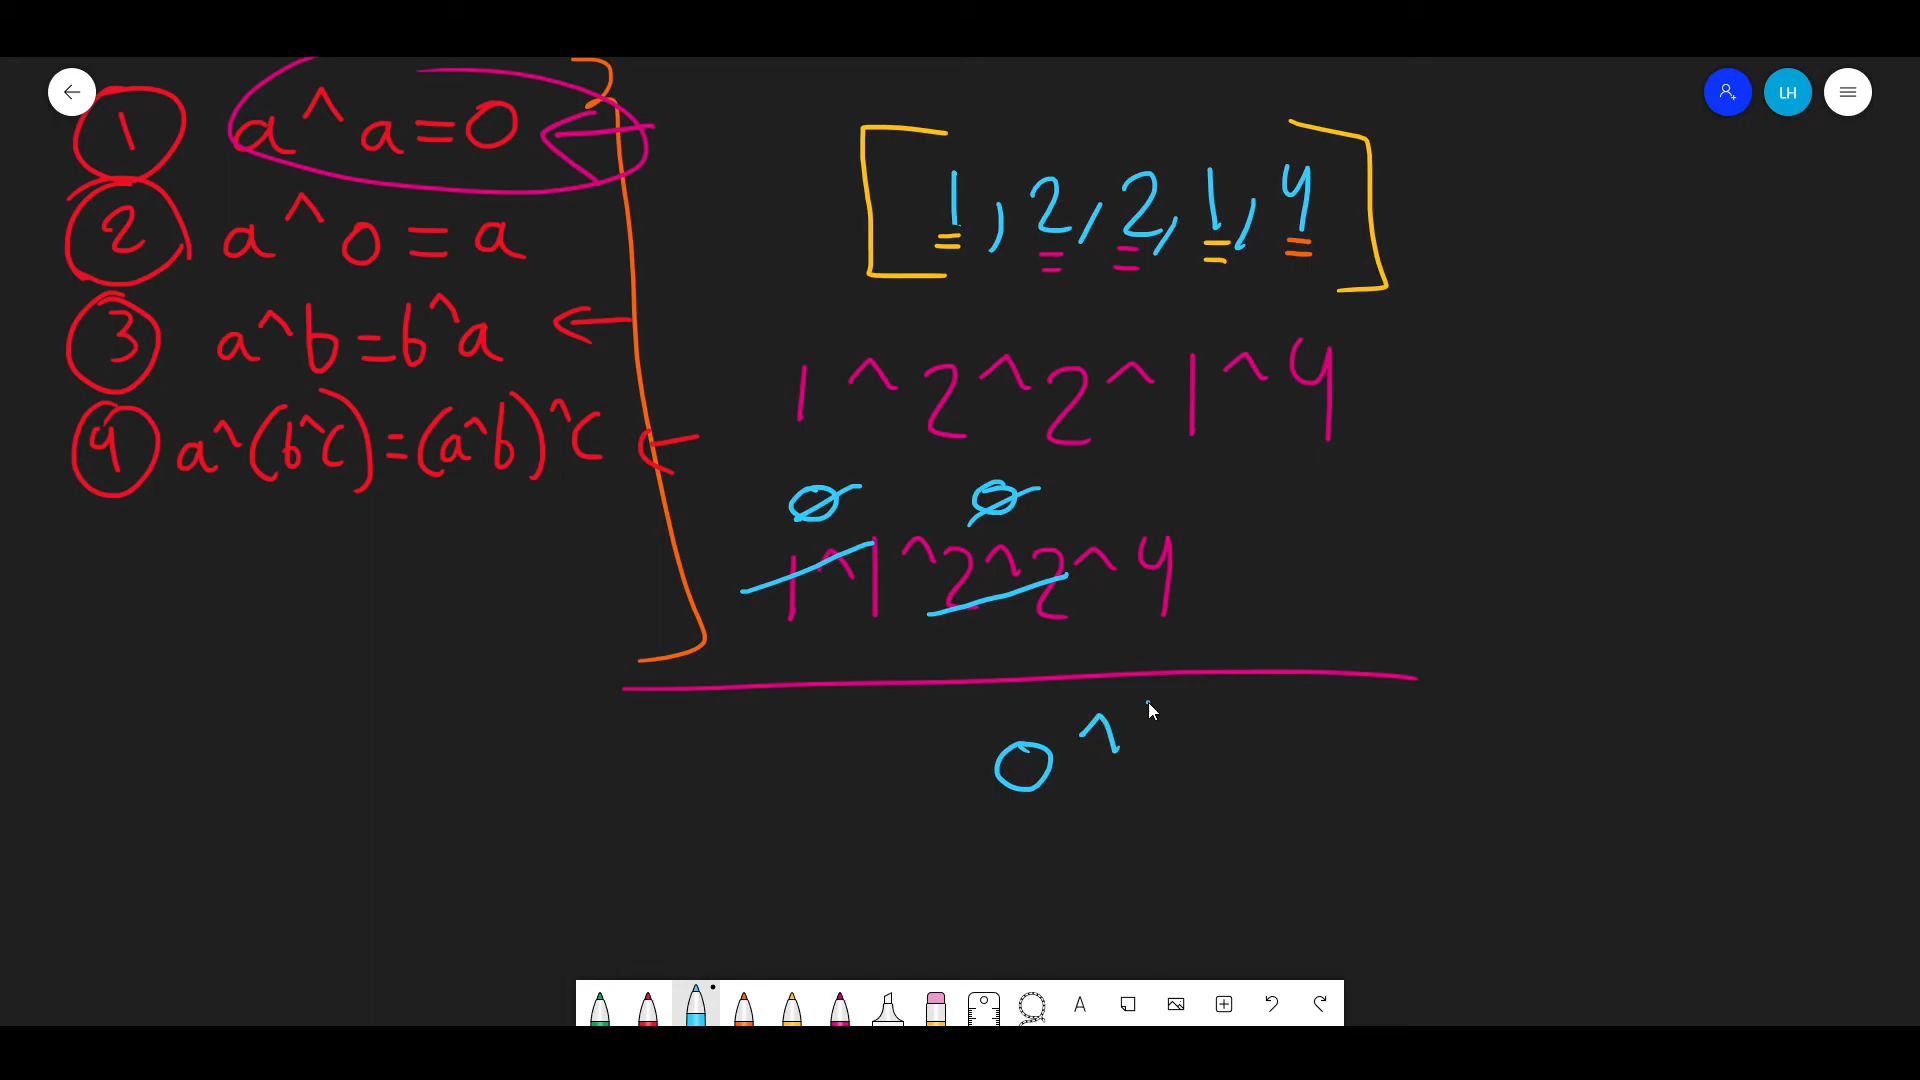 1 a^a=0
2 a^0=a
3 a^b=b^a
4 a^(b^c)=(a^b)^c
LH
[1,2,2,1,4]
1^2^2^1^4
0 0
1^1^2^2^4
0^
A